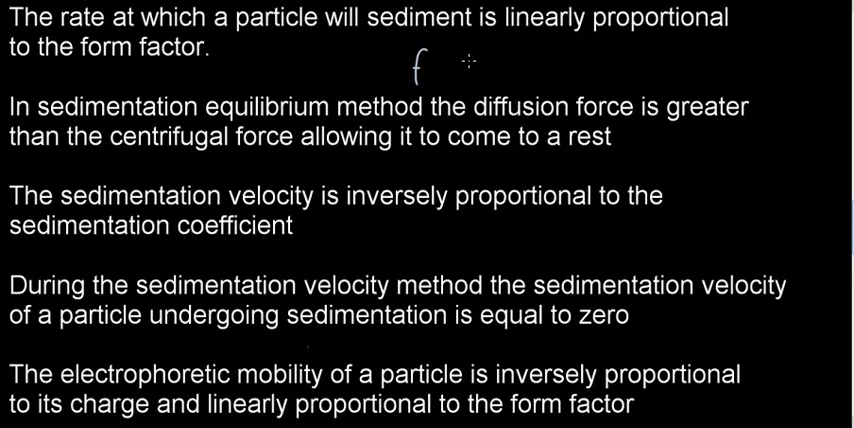 The rate at which a particle will sediment is linearly proportional
to the form factor.
f
In sedimentation equilibrium method the diffusion force is greater
than the centrifugal force allowing it to come to a rest
The sedimentation velocity is inversely proportional to the
sedimentation coefficient
During the sedimentation velocity method the sedimentation velocity
of a particle undergoing sedimentation is equal to zero
The electrophoretic mobility of a particle is inversely proportional
to its charge and linearly proportional to the form factor